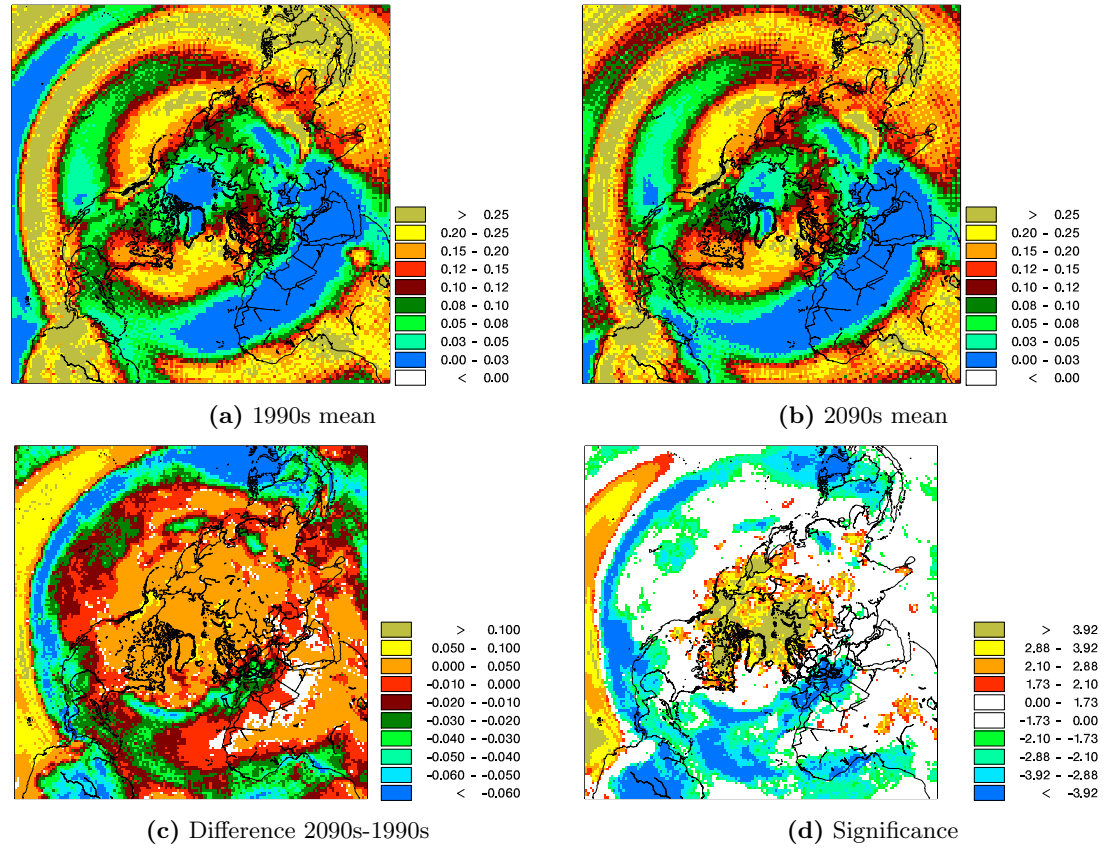 > 0.25
0.20 - 0.25
0.15 - 0.20
0.12 - 0.15
0.10 - 0.12
0.08 - 0.10
0.05 - 0.08
0.03 - 0.05
0.00 - 0.03
< 0.00
(a) 1990s mean
> 0.25
0.20 - 0.25
0.15 - 0.20
0.12 - 0.15
0.10 - 0.12
0.08 - 0.10
0.05 - 0.08
0.03 - 0.05
0.00 - 0.03
< 0.00
(b) 2090s mean
> 0.100
0.050 - 0.100
0.000 - 0.050
-0.010 - 0.000
-0.020 - -0.010
-0.030 - -0.020
-0.040 - -0.030
-0.050 - -0.040
-0.060 - -0.050
< -0.060
(c) Difference 2090s-1990s
> 3.92
2.88 - 3.92
2.10 - 2.88
1.73 - 2.10
0.00 - 1.73
-1.73 - 0.00
-2.10 - -1.73
-2.88 - -2.10
-3.92 - -2.88
< -3.92
(d) Significance